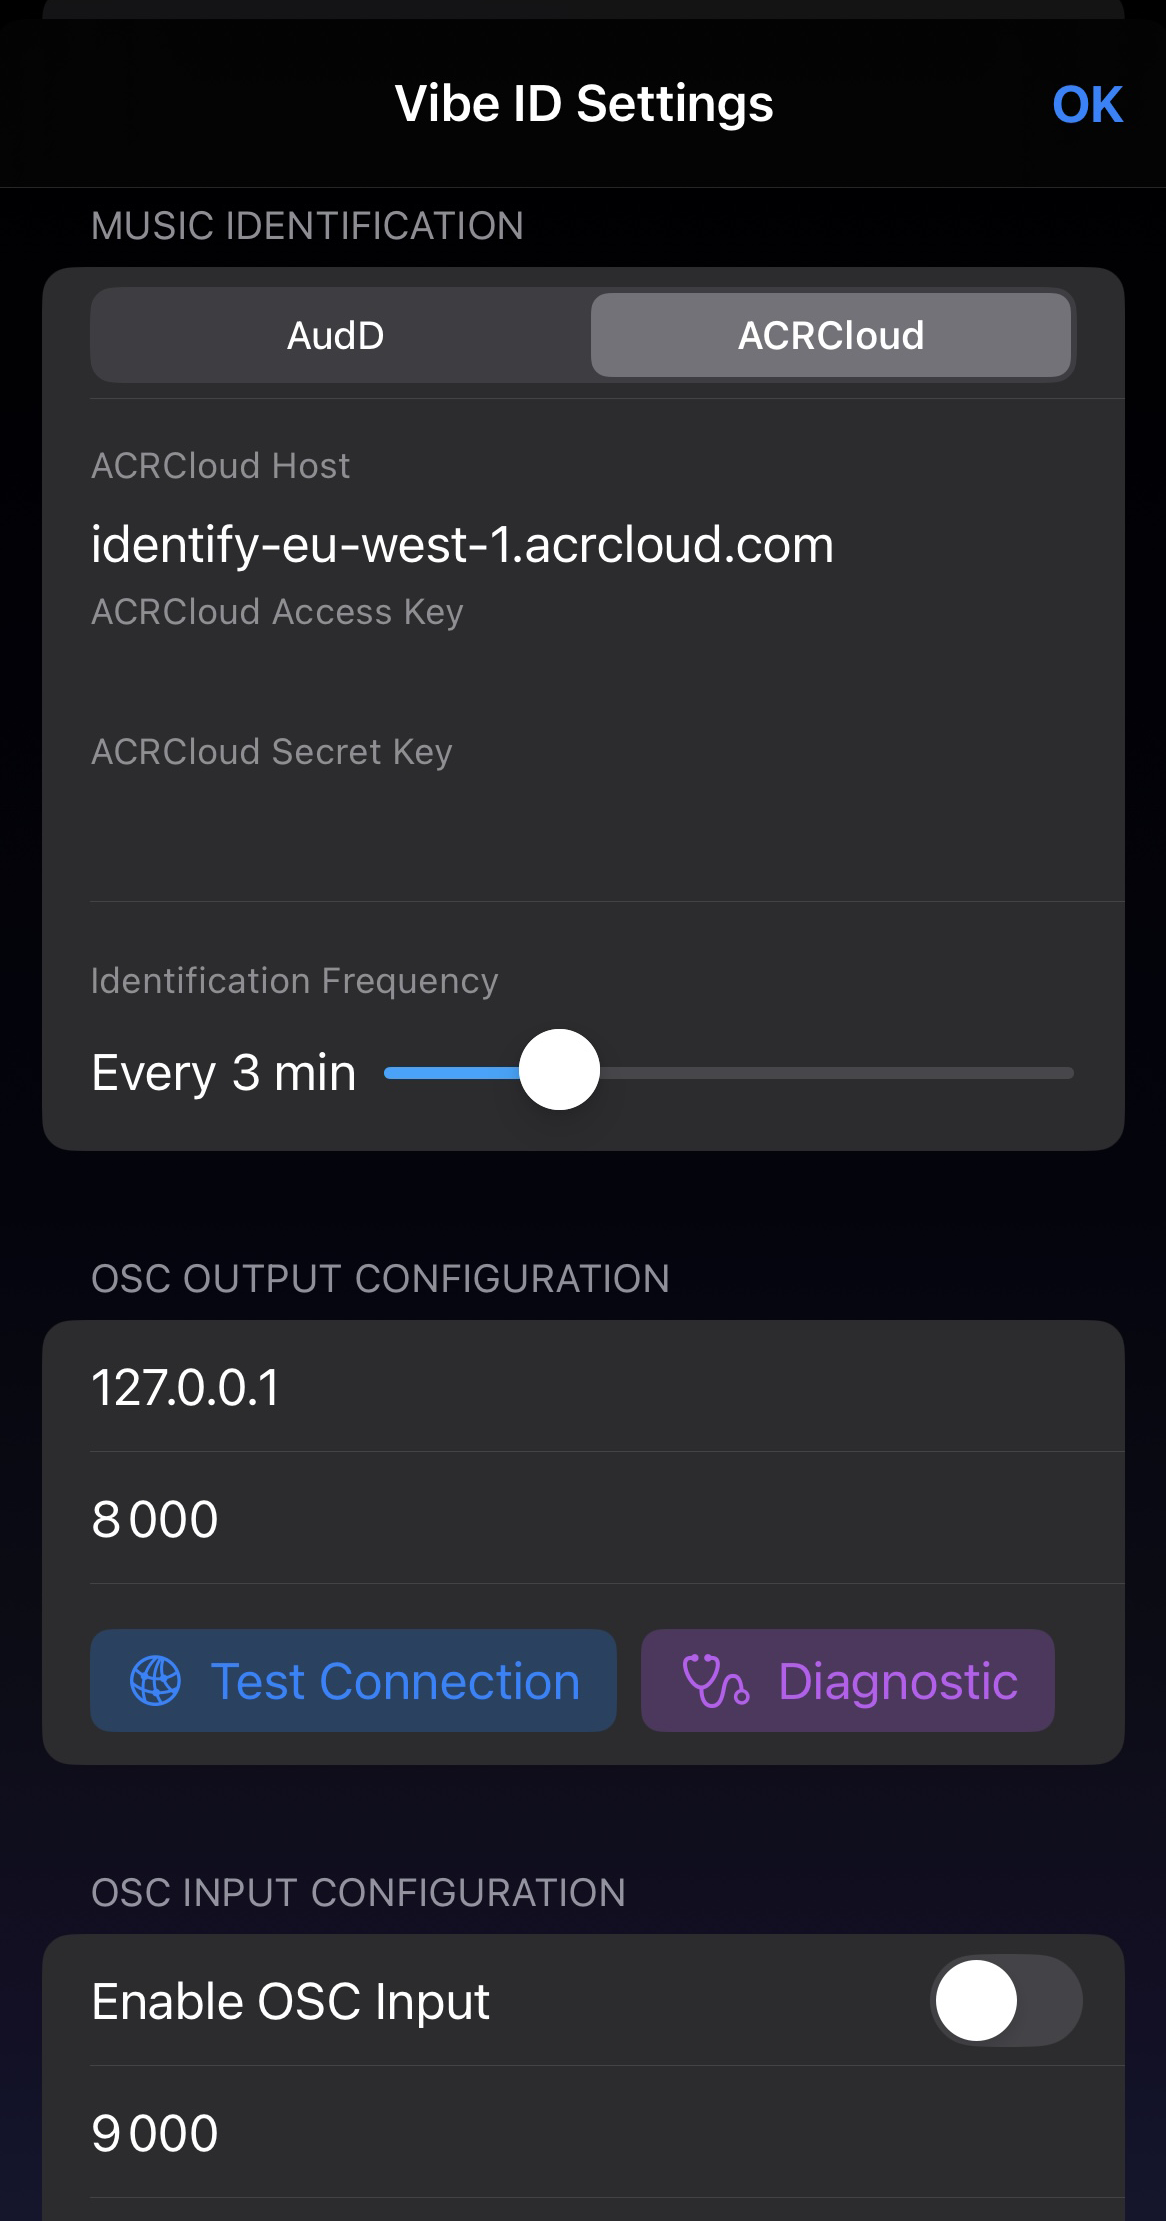 Vibe ID Settings
OK
MUSIC IDENTIFICATION
AudD
ACRCloud
ACRCloud Host
identify-eu-west-1.acrcloud.com
ACRCloud Access Key
ACRCloud Secret Key
Identification Frequency
Every 3 min
OSC OUTPUT CONFIGURATION
127.0.0.1
8 000
Test Connection
Diagnostic
OSC INPUT CONFIGURATION
Enable OSC Input
9 000